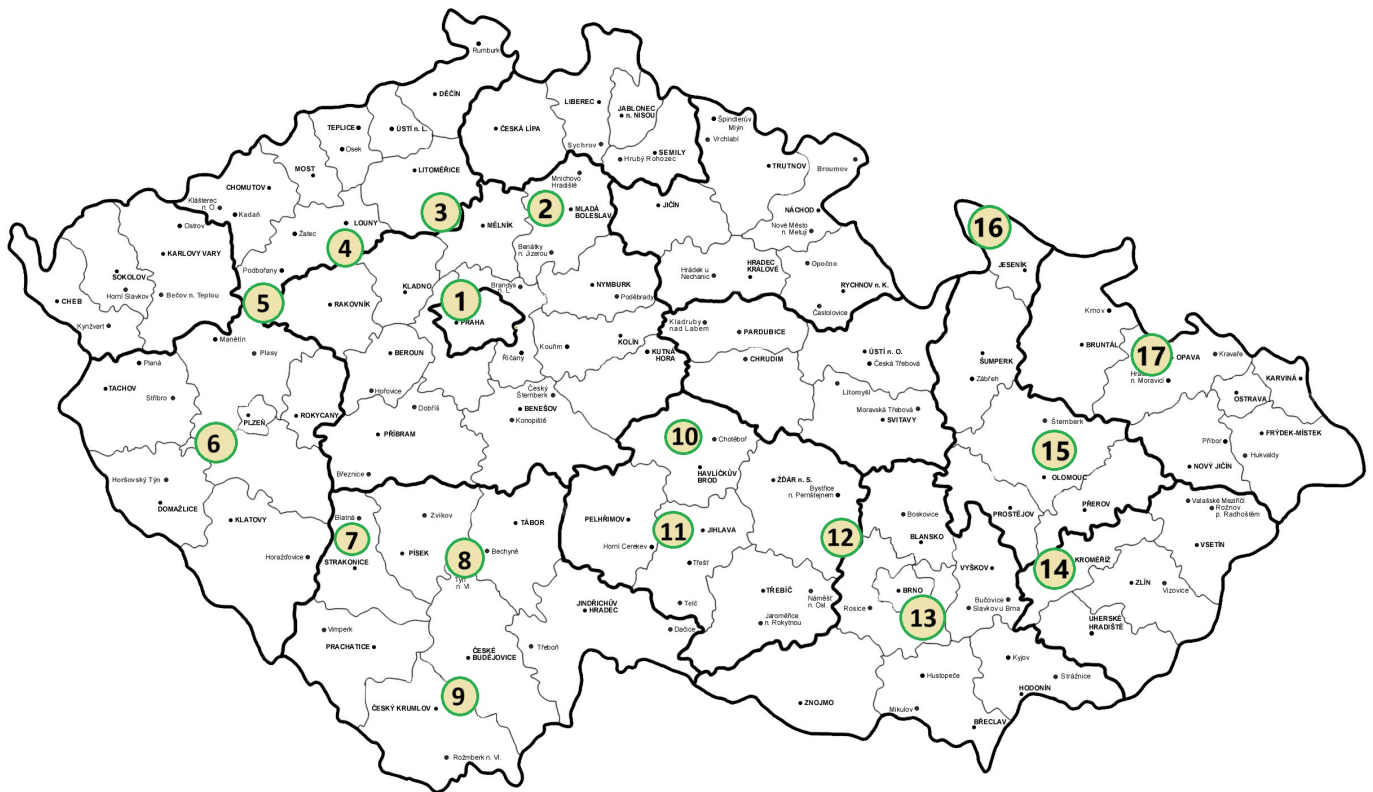 Rumburk
DĚČÍN
LIBEREC
JABLONEC
n. NISOU
TEPLICE
ÚSTÍ n. L.
ČESKÁ LÍPA
Špindlerův
Mlýn
Vrchlabí
Osek
Sychrov
SEMILY
Hrubý Rohozec
MOST
LITOMĚŘICE
TRUTNOV
Broumov
CHOMUTOV
Mnichovo
Hradiště
Klášterec
n. O.
Kadaň
3
2
MLADÁ
BOLESLAV
JIČÍN
NÁCHOD
Nové Město
n. Metují
16
Ostrov
LOUNY
Žatec
4
MĚLNÍK
Benátky
n. Jizerou
KARLOVY VARY
Podbořany
HRADEC
KRÁLOVÉ
Hrádek u
Nechanic
Opočno
JESENÍK
SOKOLOV
Horní Slavkov
Bečov n. Teplou
5
RAKOVNÍK
KLADNO
1
Brandýs
n. L.
NYMBURK
Poděbrady
RYCHNOV n. K.
Častolovice
CHEB
Kynžvart
PRAHA
Kladruby
nad Labem
PARDUBICE
Krnov
Manětín
Plasy
BEROUN
Říčany
Kouřim
KOLÍN
KUTNÁ
HORA
CHRUDIM
ÚSTÍ n. O.
Česká Třebová
ŠUMPERK
Zábřeh
BRUNTÁL
17
OPAVA
Kravaře
Hra
n. Moravicí
Planá
TACHOV
Stříbro
Hořovice
Dobříš
Český
Šternberk
BENEŠOV
Konopiště
Litomyšl
Moravská Třebová
SVITAVY
KARVINÁ
OSTRAVA
PLZEŇ
ROKYCANY
6
PŘÍBRAM
10
Chotěboř
Šternberk
15
OLOMOUC
Příbor
FRÝDEK-MÍSTEK
Hukvaldy
NOVÝ JIČÍN
Horšovský Týn
DOMAŽLICE
Březnice
HAVLÍČKŮV
BROD
ŽĎÁR n. S.
Bystřice
n. Pernštejnem
KLATOVY
Blatná
Zvíkov
TÁBOR
PELHŘIMOV
11
JIHLAVA
12
Boskovice
BLANSKO
PROSTĚJOV
PŘEROV
Valašské Meziříčí
Rožnov
p. Radhoštěm
Horažďovice
7
STRAKONICE
PÍSEK
8
Bechyně
Týn
n. Vl.
Horní Cerekev
Třešť
VYŠKOV
14
KROMĚŘÍŽ
VSETÍN
JINDŘICHŮV
HRADEC
Telč
TŘEBÍČ
Náměšť
n. Osl.
Jaroměřice
n. Rokytnou
Rosice
BRNO
13
Bučovice
Slavkov u Brna
ZLÍN
Vizovice
UHERSKÉ
HRADIŠTĚ
Vimperk
PRACHATICE
ČESKÉ
BUDĚJOVICE
Třeboň
Dačice
Kyjov
Strážnice
HODONÍN
9
ČESKÝ KRUMLOV
ZNOJMO
Hustopeče
Mikulov
BŘECLAV
Rožmberk n. Vl.